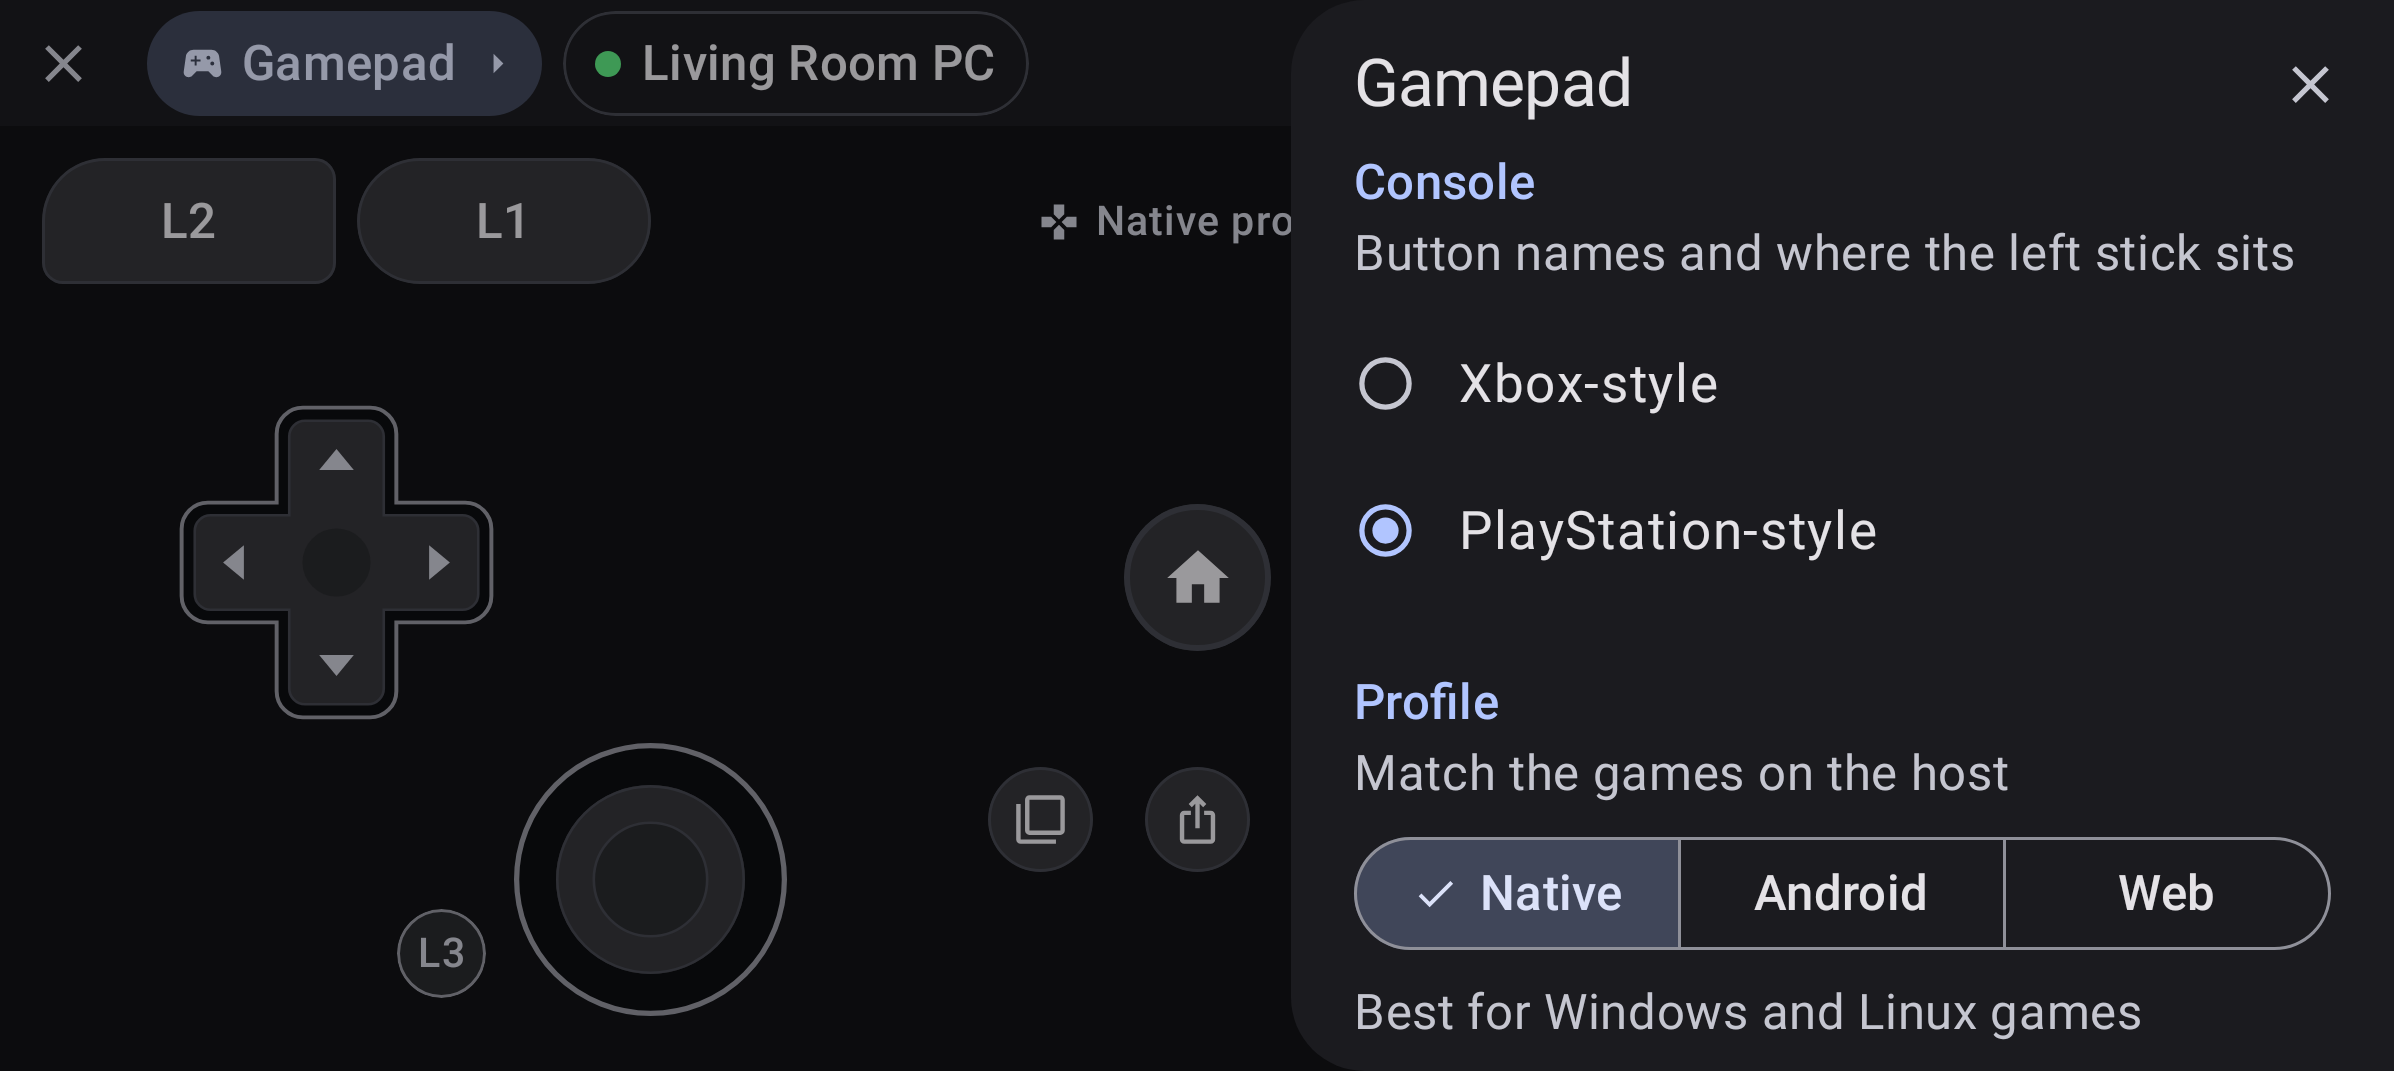 Gamepad
Living Room PC
L2
L1
Native pro
L3
Gamepad
Console
Button names and where the left stick sits
Xbox-style
PlayStation-style
Profile
Match the games on the host
Native
Android
Web
Best for Windows and Linux games